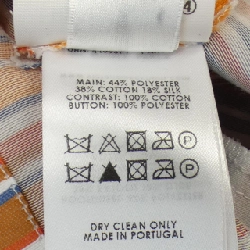 4
MAIN: 44% POLYESTER
38% COTTON 18% SILK
CONTRAST: 100% COTTON
BUTTON: 100% POLYESTER
P
P
DRY CLEAN ONLY
MADE IN PORTUGAL